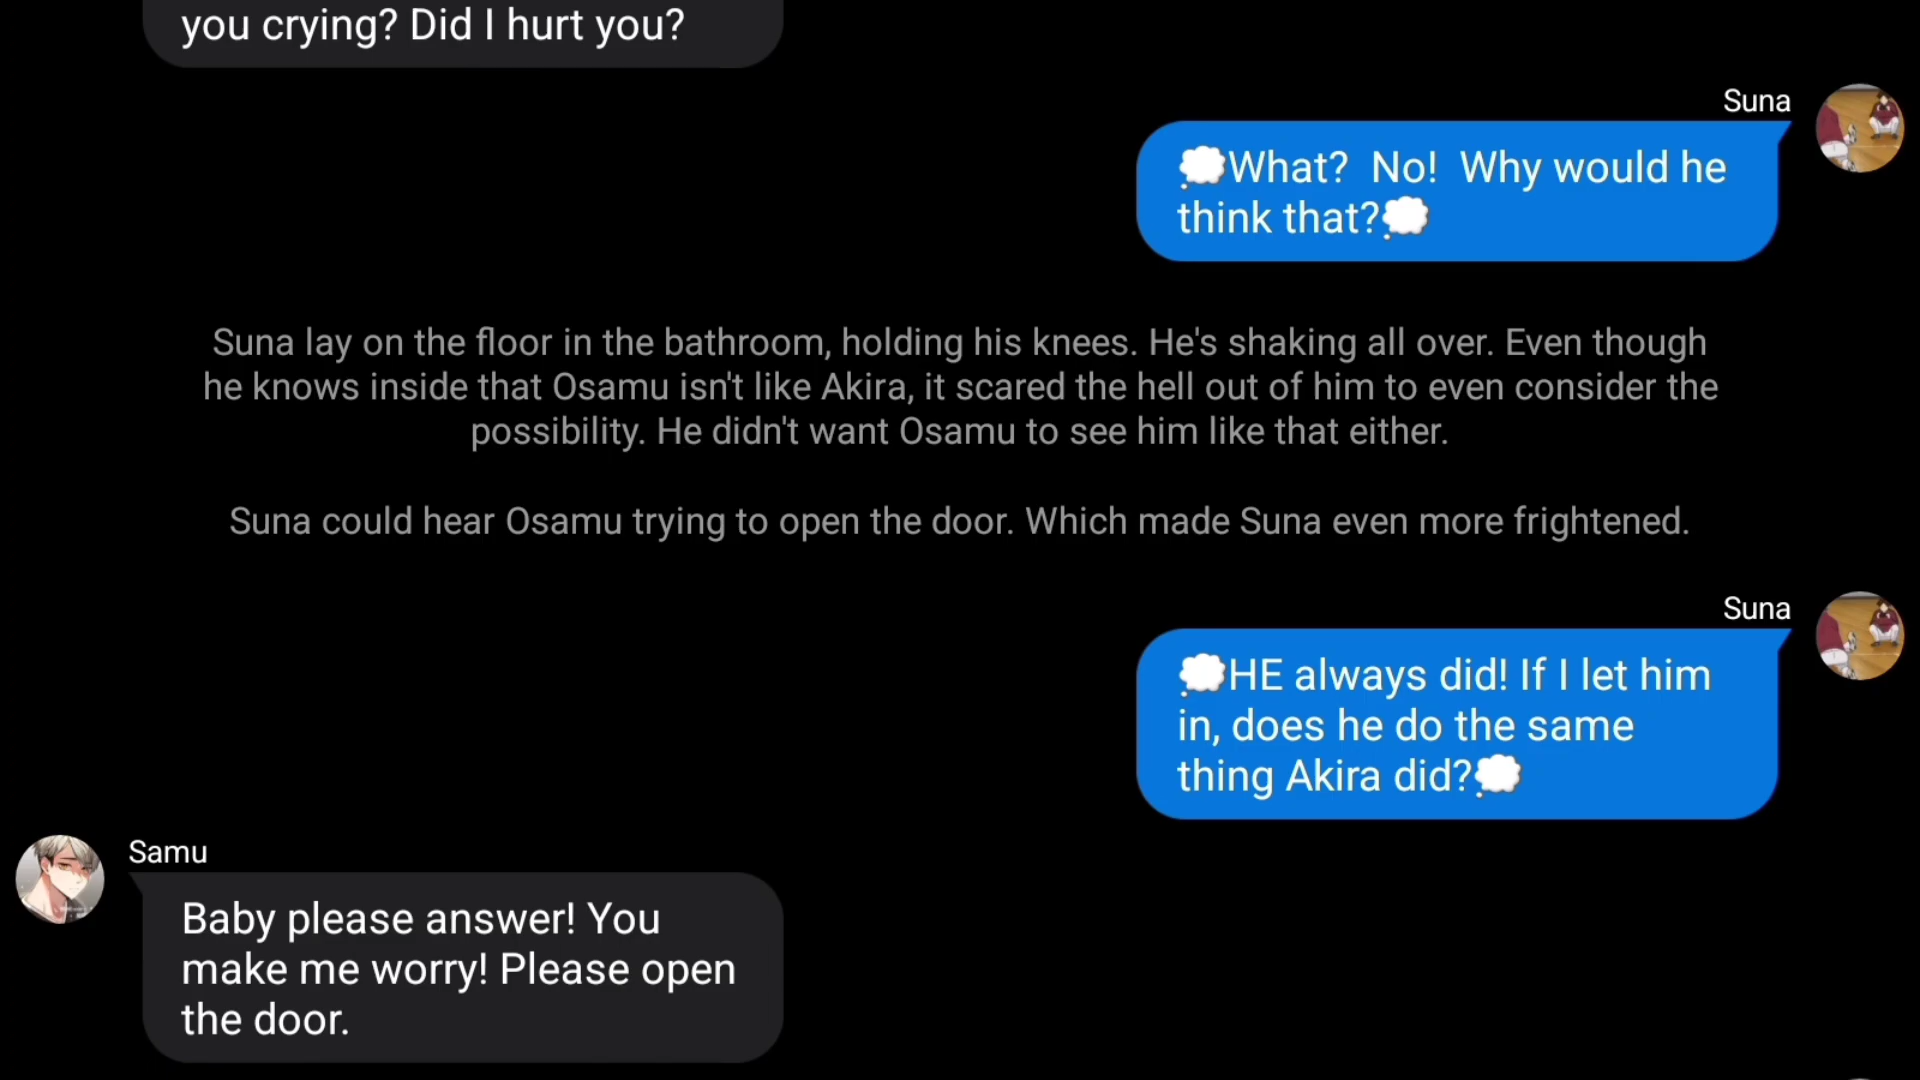 you crying? Did I hurt you?
Suna
💭What?  No!  Why would he
think that?💭
Suna lay on the floor in the bathroom, holding his knees. He's shaking all over. Even though
he knows inside that Osamu isn't like Akira, it scared the hell out of him to even consider the
possibility. He didn't want Osamu to see him like that either.
Suna could hear Osamu trying to open the door. Which made Suna even more frightened.
Suna
💭HE always did! If I let him
in, does he do the same
thing Akira did?💭
Samu
Baby please answer! You
make me worry! Please open
the door.